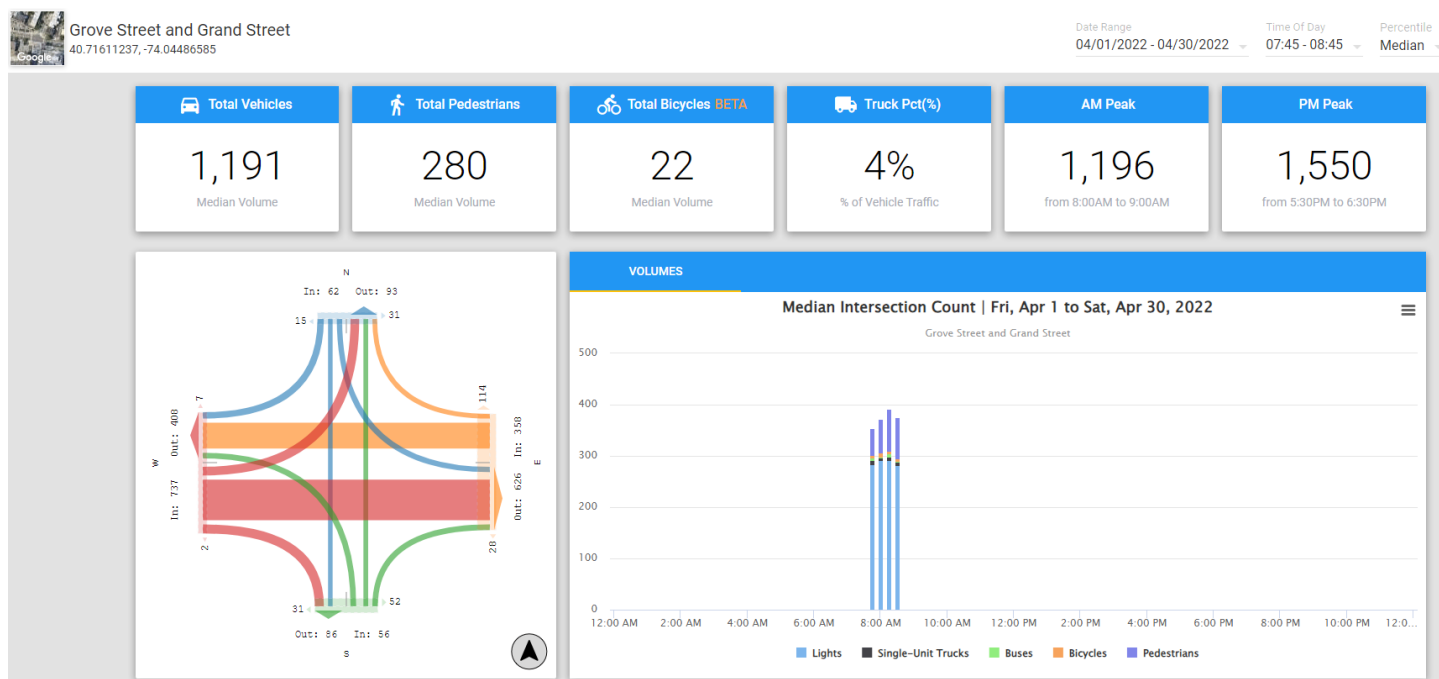 Grove Street and Grand Street
40.71611237, -74.04486585
Google
Date Range
04/01/2022 - 04/30/2022
Time Of Day
07:45 - 08:45
Percentile
Median
Total Vehicles
1,191
Median Volume
Total Pedestrians
280
Median Volume
Total Bicycles BETA
22
Median Volume
Truck Pct(%)
4%
% of Vehicle Traffic
AM Peak
1,196
from 8:00AM to 9:00AM
PM Peak
1,550
from 5:30PM to 6:30PM
N
In: 62 Out: 93
15
31
7
114
Out: 408
In: 358
W
E
In: 737
Out: 626
2
28
31
52
Out: 86 In: 56
S
VOLUMES
Median Intersection Count | Fri, Apr 1 to Sat, Apr 30, 2022
Grove Street and Grand Street
500
400
300
200
100
0
12:00 AM 2:00 AM 4:00 AM 6:00 AM 8:00 AM 10:00 AM 12:00 PM 2:00 PM 4:00 PM 6:00 PM 8:00 PM 10:00 PM 12:0...
Lights Single-Unit Trucks Buses Bicycles Pedestrians